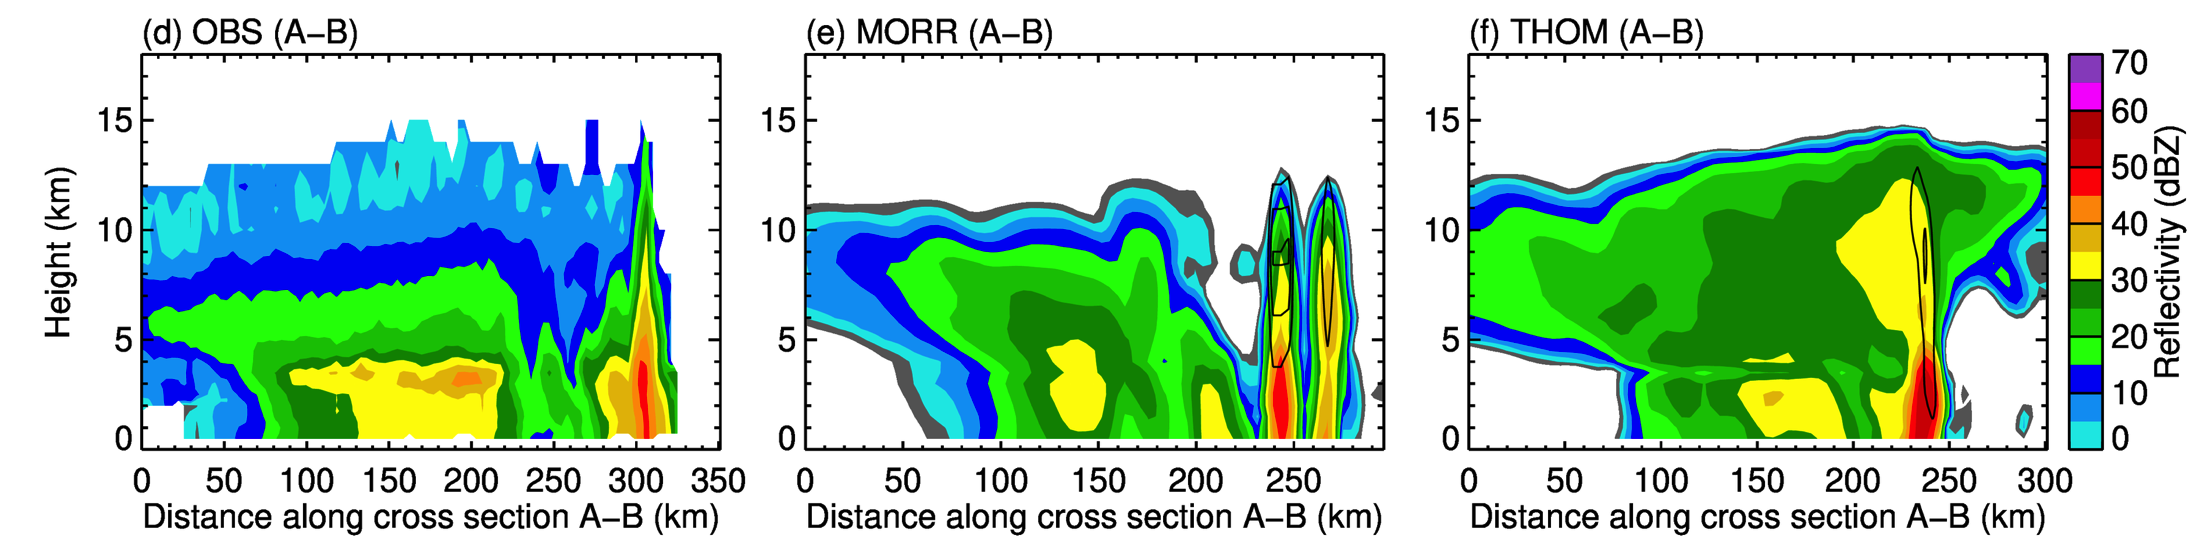 (d) OBS (A−B)
(e) MORR (A−B)
(f) THOM (A−B)
Height (km)
15
10
5
0
0 50 100 150 200 250 300 350
Distance along cross section A−B (km)
15
10
5
0
0 50 100 150 200 250
Distance along cross section A−B (km)
15
10
5
0
0 50 100 150 200 250 300
Distance along cross section A−B (km)
70
60
50
40
30
20
10
0
Reflectivity (dBZ)